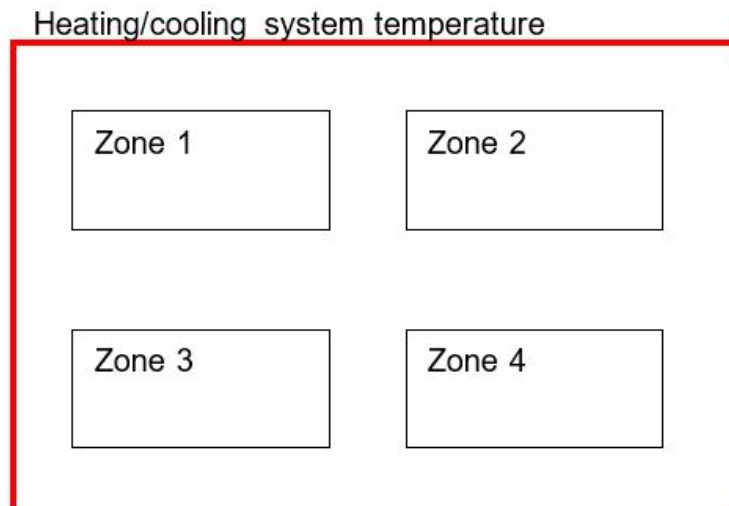 Heating/cooling system temperature
Zone 1
Zone 2
Zone 3
Zone 4